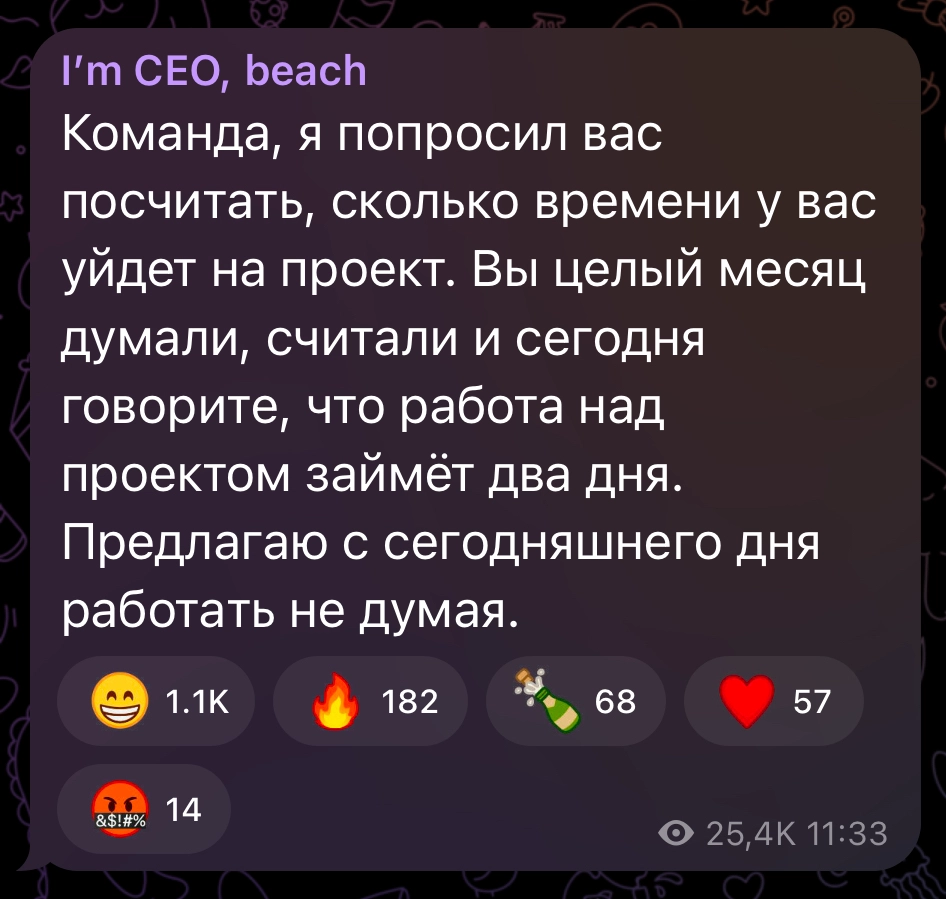 I’m CEO, beach
Команда, я попросил вас
посчитать, сколько времени у вас
уйдет на проект. Вы целый месяц
думали, считали и сегодня
говорите, что работа над
проектом займёт два дня.
Предлагаю с сегодняшнего дня
работать не думая.
1.1K 182 68 57
&$!#% 14
25,4K 11:33